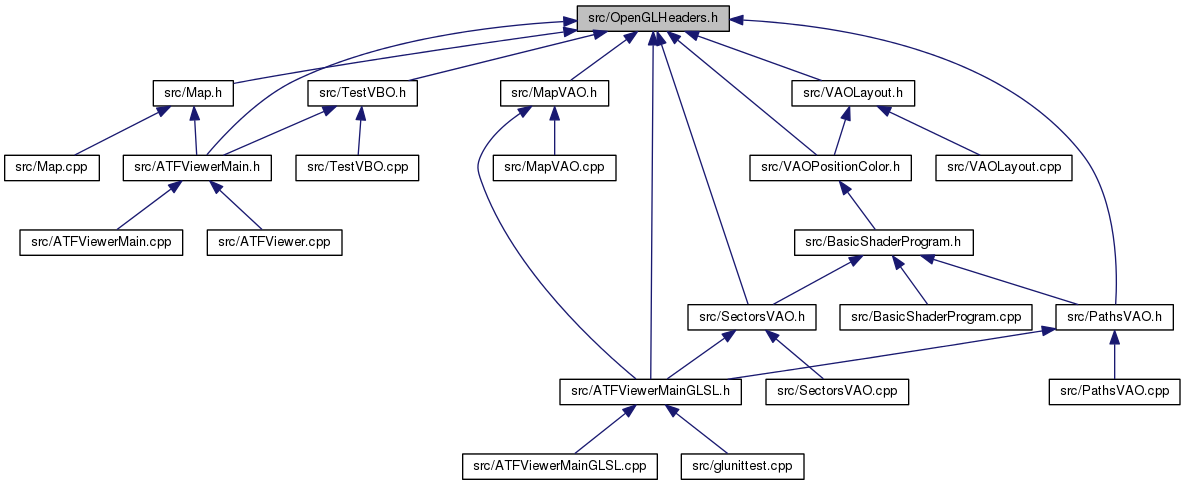 src/OpenGLHeaders.h
src/Map.h
src/TestVBO.h
src/MapVAO.h
src/VAOLayout.h
src/Map.cpp
src/ATFViewerMain.h
src/TestVBO.cpp
src/MapVAO.cpp
src/VAOPositionColor.h
src/VAOLayout.cpp
src/ATFViewerMain.cpp
src/ATFViewer.cpp
src/BasicShaderProgram.h
src/SectorsVAO.h
src/BasicShaderProgram.cpp
src/PathsVAO.h
src/ATFViewerMainGLSL.h
src/SectorsVAO.cpp
src/PathsVAO.cpp
src/ATFViewerMainGLSL.cpp
src/glunittest.cpp